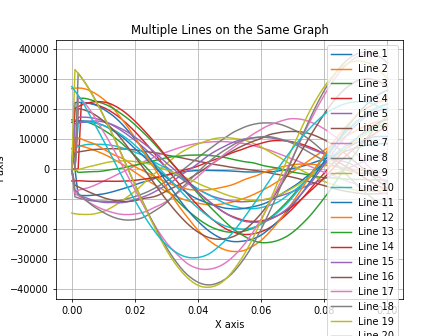 Multiple Lines on the Same Graph
40000
30000
20000
10000
0
−10000
−20000
−30000
−40000
0.00
0.02
0.04
0.06
0.08
X axis
axis
Line 1
Line 2
Line 3
Line 4
Line 5
Line 6
Line 7
Line 8
Line 9
Line 10
Line 11
Line 12
Line 13
Line 14
Line 15
Line 16
Line 17
Line 18
Line 19
Line 20